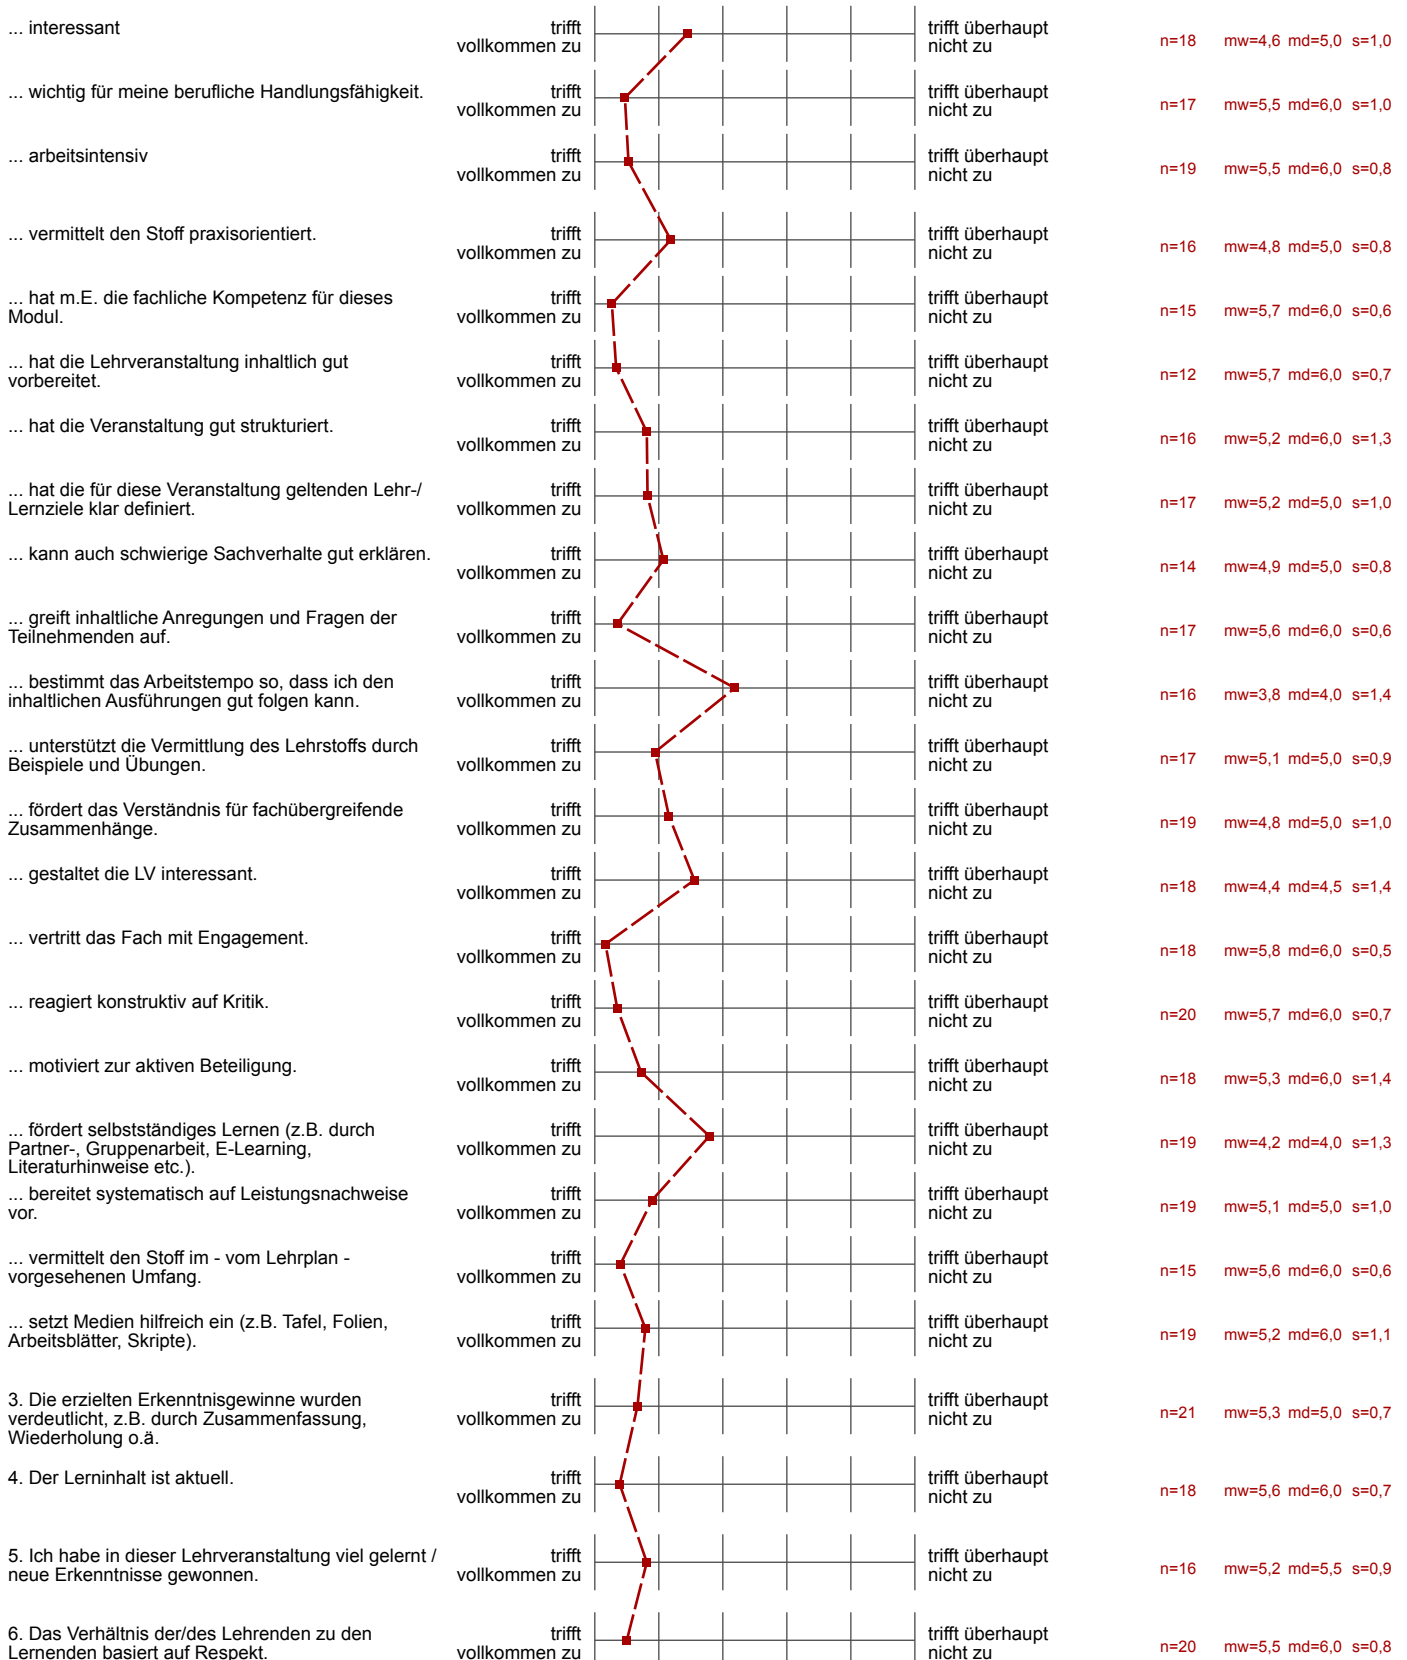 ... interessant
trifft
vollkommen zu
trifft überhaupt
nicht zu
n=18 mw=4,6 md=5,0 s=1,0
... wichtig für meine berufliche Handlungsfähigkeit.
trifft
vollkommen zu
trifft überhaupt
nicht zu
n=17 mw=5,5 md=6,0 s=1,0
... arbeitsintensiv
trifft
vollkommen zu
trifft überhaupt
nicht zu
n=19 mw=5,5 md=6,0 s=0,8
... vermittelt den Stoff praxisorientiert.
trifft
vollkommen zu
trifft überhaupt
nicht zu
n=16 mw=4,8 md=5,0 s=0,8
... hat m.E. die fachliche Kompetenz für dieses
Modul.
trifft
vollkommen zu
trifft überhaupt
nicht zu
n=15 mw=5,7 md=6,0 s=0,6
... hat die Lehrveranstaltung inhaltlich gut
vorbereitet.
trifft
vollkommen zu
trifft überhaupt
nicht zu
n=12 mw=5,7 md=6,0 s=0,7
... hat die Veranstaltung gut strukturiert.
trifft
vollkommen zu
trifft überhaupt
nicht zu
n=16 mw=5,2 md=6,0 s=1,3
... hat die für diese Veranstaltung geltenden Lehr-/
Lernziele klar definiert.
trifft
vollkommen zu
trifft überhaupt
nicht zu
n=17 mw=5,2 md=5,0 s=1,0
... kann auch schwierige Sachverhalte gut erklären.
trifft
vollkommen zu
trifft überhaupt
nicht zu
n=14 mw=4,9 md=5,0 s=0,8
... greift inhaltliche Anregungen und Fragen der
Teilnehmenden auf.
trifft
vollkommen zu
trifft überhaupt
nicht zu
n=17 mw=5,6 md=6,0 s=0,6
... bestimmt das Arbeitstempo so, dass ich den
inhaltlichen Ausführungen gut folgen kann.
trifft
vollkommen zu
trifft überhaupt
nicht zu
n=16 mw=3,8 md=4,0 s=1,4
... unterstützt die Vermittlung des Lehrstoffs durch
Beispiele und Übungen.
trifft
vollkommen zu
trifft überhaupt
nicht zu
n=17 mw=5,1 md=5,0 s=0,9
... fördert das Verständnis für fachübergreifende
Zusammenhänge.
trifft
vollkommen zu
trifft überhaupt
nicht zu
n=19 mw=4,8 md=5,0 s=1,0
... gestaltet die LV interessant.
trifft
vollkommen zu
trifft überhaupt
nicht zu
n=18 mw=4,4 md=4,5 s=1,4
... vertritt das Fach mit Engagement.
trifft
vollkommen zu
trifft überhaupt
nicht zu
n=18 mw=5,8 md=6,0 s=0,5
... reagiert konstruktiv auf Kritik.
trifft
vollkommen zu
trifft überhaupt
nicht zu
n=20 mw=5,7 md=6,0 s=0,7
... motiviert zur aktiven Beteiligung.
trifft
vollkommen zu
trifft überhaupt
nicht zu
n=18 mw=5,3 md=6,0 s=1,4
... fördert selbstständiges Lernen (z.B. durch
Partner-, Gruppenarbeit, E-Learning,
Literaturhinweise etc.).
trifft
vollkommen zu
trifft überhaupt
nicht zu
n=19 mw=4,2 md=4,0 s=1,3
... bereitet systematisch auf Leistungsnachweise
vor.
trifft
vollkommen zu
trifft überhaupt
nicht zu
n=19 mw=5,1 md=5,0 s=1,0
... vermittelt den Stoff im - vom Lehrplan -
vorgesehenen Umfang.
trifft
vollkommen zu
trifft überhaupt
nicht zu
n=15 mw=5,6 md=6,0 s=0,6
... setzt Medien hilfreich ein (z.B. Tafel, Folien,
Arbeitsblätter, Skripte).
trifft
vollkommen zu
trifft überhaupt
nicht zu
n=19 mw=5,2 md=6,0 s=1,1
3. Die erzielten Erkenntnisgewinne wurden
verdeutlicht, z.B. durch Zusammenfassung,
Wiederholung o.ä.
trifft
vollkommen zu
trifft überhaupt
nicht zu
n=21 mw=5,3 md=5,0 s=0,7
4. Der Lerninhalt ist aktuell.
trifft
vollkommen zu
trifft überhaupt
nicht zu
n=18 mw=5,6 md=6,0 s=0,7
5. Ich habe in dieser Lehrveranstaltung viel gelernt /
neue Erkenntnisse gewonnen.
trifft
vollkommen zu
trifft überhaupt
nicht zu
n=16 mw=5,2 md=5,5 s=0,9
6. Das Verhältnis der/des Lehrenden zu den
Lernenden basiert auf Respekt.
trifft
vollkommen zu
trifft überhaupt
nicht zu
n=20 mw=5,5 md=6,0 s=0,8